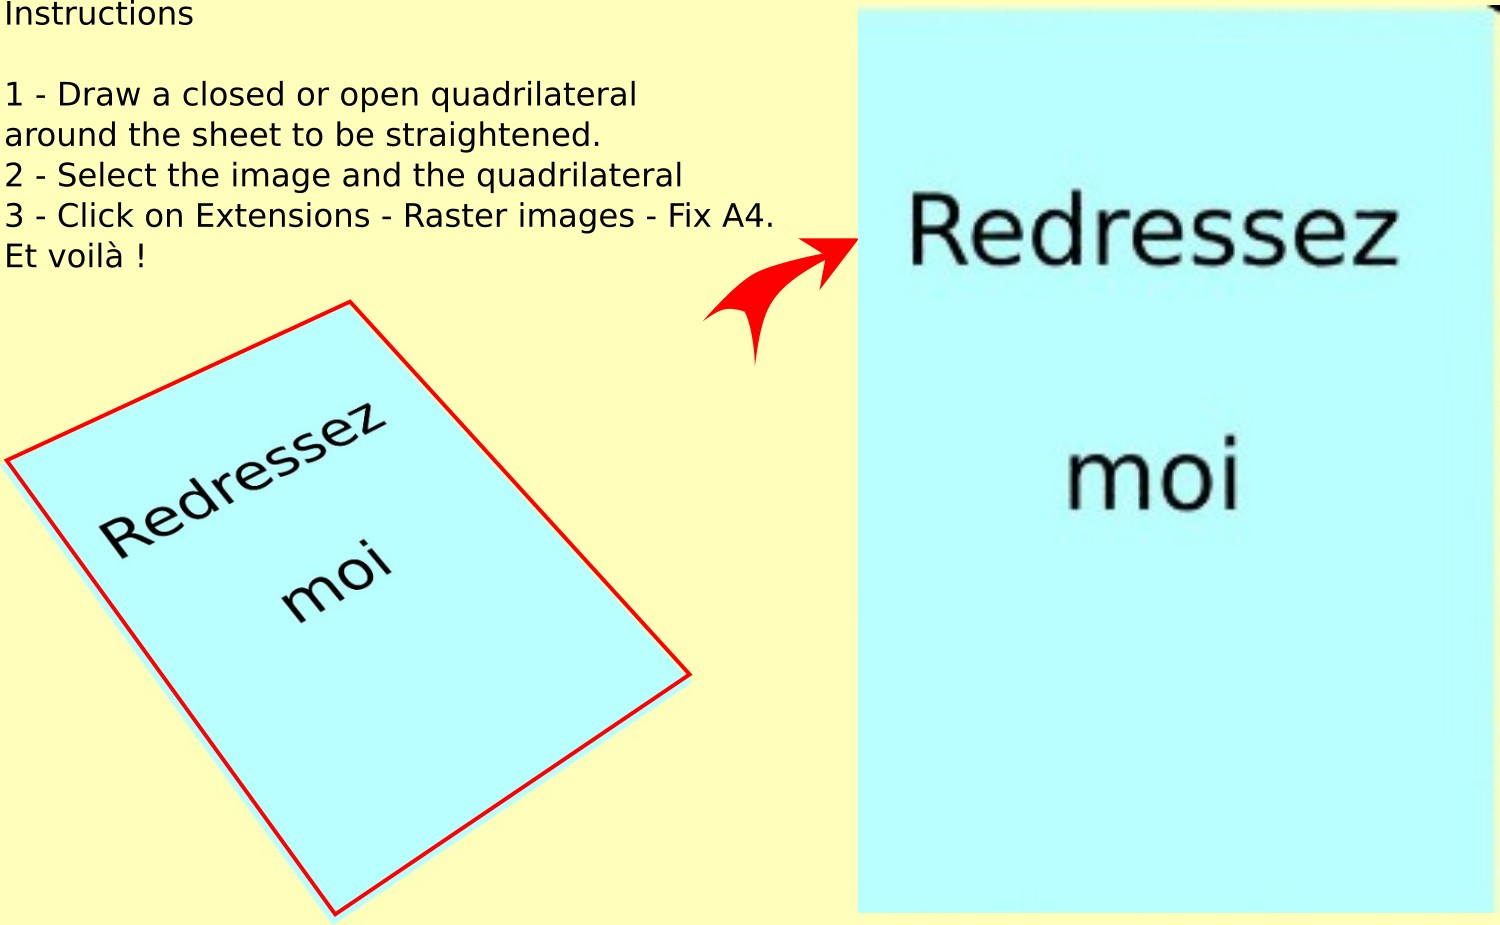 Instructions
1 - Draw a closed or open quadrilateral
around the sheet to be straightened.
2 - Select the image and the quadrilateral
3 - Click on Extensions - Raster images - Fix A4.
Et voilà !
Redressez
moi
Redressez
moi